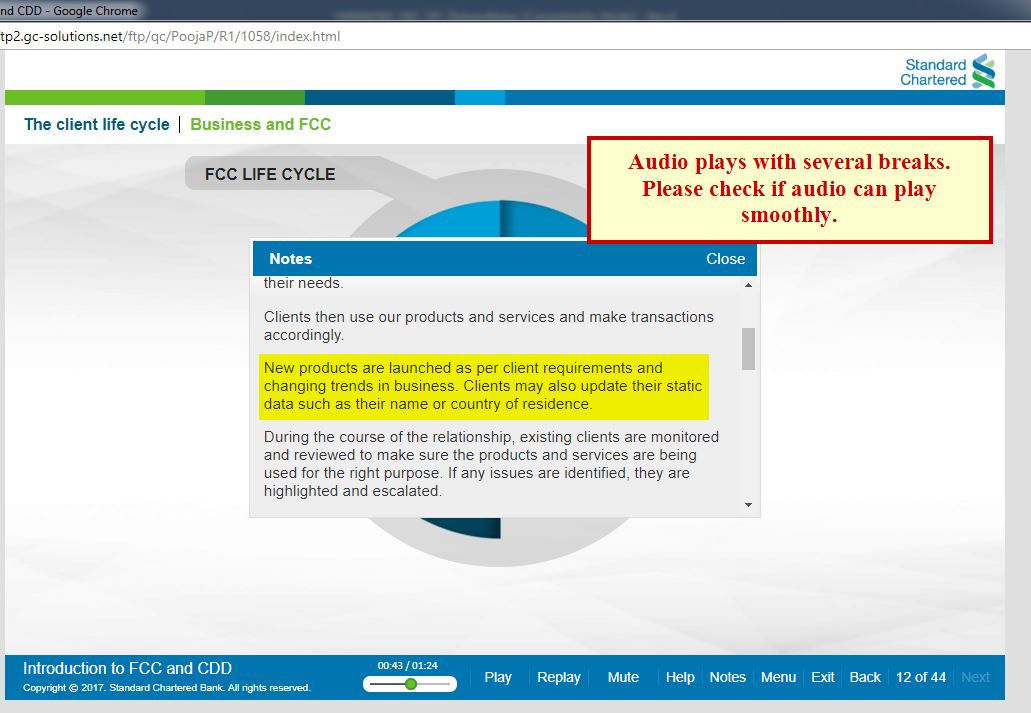 nd CDD - Google Chrome
tp2.gc-solutions.net/ftp/qc/PoojaP/R1/1058/index.html
Standard
Chartered
The client life cycle | Business and FCC
FCC LIFE CYCLE
Audio plays with several breaks.
Please check if audio can play
smoothly.
Notes Close
their needs.
Clients then use our products and services and make transactions
accordingly.
New products are launched as per client requirements and
changing trends in business. Clients may also update their static
data such as their name or country of residence.
During the course of the relationship, existing clients are monitored
and reviewed to make sure the products and services are being
used for the right purpose. If any issues are identified, they are
highlighted and escalated.
Introduction to FCC and CDD
Copyright © 2017. Standard Chartered Bank. All rights reserved.
00:43 / 01:24
Play Replay Mute Help Notes Menu Exit Back 12 of 44 Next